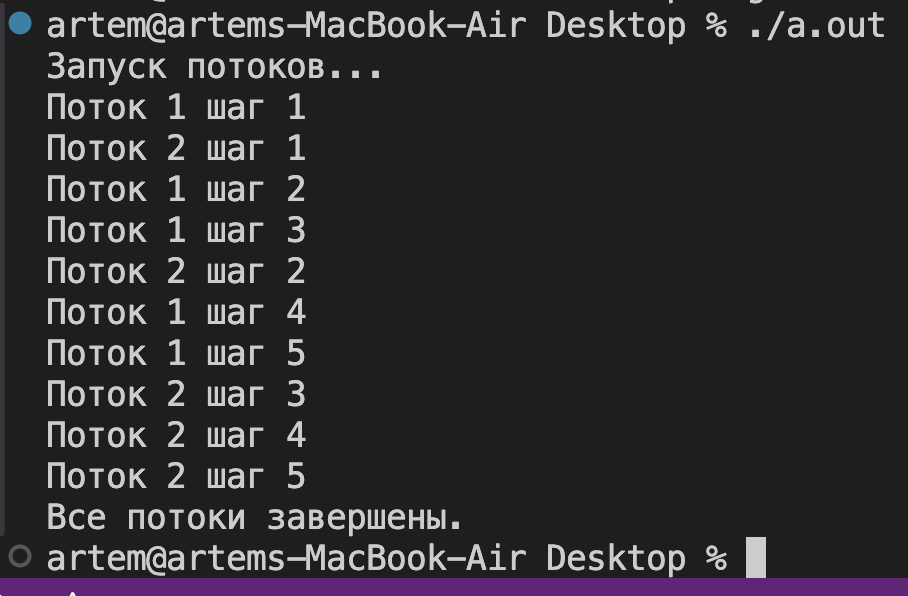 artem@artems-MacBook-Air Desktop % ./a.out
Запуск потоков...
Поток 1 шаг 1
Поток 2 шаг 1
Поток 1 шаг 2
Поток 1 шаг 3
Поток 2 шаг 2
Поток 1 шаг 4
Поток 1 шаг 5
Поток 2 шаг 3
Поток 2 шаг 4
Поток 2 шаг 5
Все потоки завершены.
artem@artems-MacBook-Air Desktop %